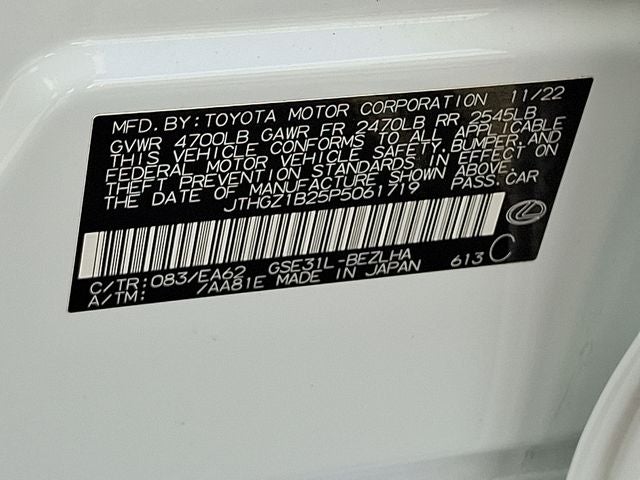 MFD. BY: TOYOTA MOTOR CORPORATION 11/22
GVWR 4700LB GAWR FR 2470LB RR 2545LB
THIS VEHICLE CONFORMS TO ALL APPLICABLE
FEDERAL MOTOR VEHICLE SAFETY, BUMPER, AND
THEFT PREVENTION STANDARDS IN EFFECT ON
THE DATE OF MANUFACTURE SHOWN ABOVE.
JTHGZ1B25P5061719 PASS. CAR
C/TR: 083/EA62 GSE31L-BEZLHA
A/TM: /AA81E MADE IN JAPAN 613 C